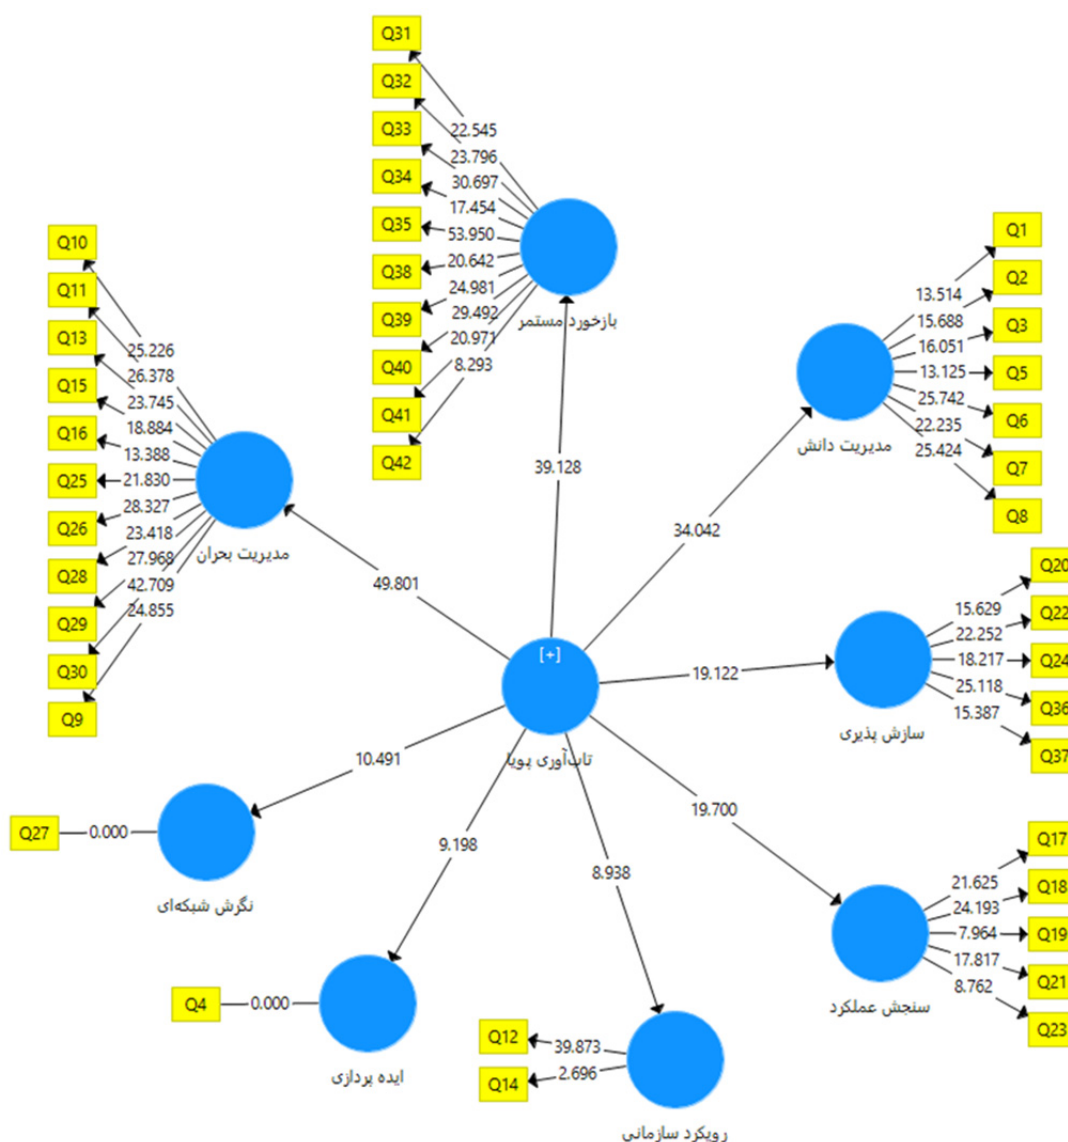 Q31
Q32
Q33
Q34
Q35
Q38
Q39
Q40
Q41
Q42
22.545
23.796
30.697
17.454
53.950
20.642
24.981
29.492
20.971
8.293
بازخورد مستمر
39.128
Q10
Q11
Q13
Q15
Q16
Q25
Q26
Q28
Q29
Q30
Q9
25.226
26.378
23.745
18.884
13.388
21.830
28.327
23.418
27.968
42.709
24.855
مدیریت بحران
49.801
Q1
Q2
Q3
Q5
Q6
Q7
Q8
13.514
15.688
16.051
13.125
25.742
22.235
25.424
مدیریت دانش
34.042
[+]
تاب‌آوری پویا
Q20
Q22
Q24
Q36
Q37
15.629
22.252
18.217
25.118
15.387
سازش پذیری
19.122
Q17
Q18
Q19
Q21
Q23
21.625
24.193
7.964
17.817
8.762
سنجش عملکرد
19.700
10.491
Q27
0.000
نگرش شبکه‌ای
9.198
Q4
0.000
ایده پردازی
8.938
Q12
Q14
39.873
2.696
رویکرد سازمانی